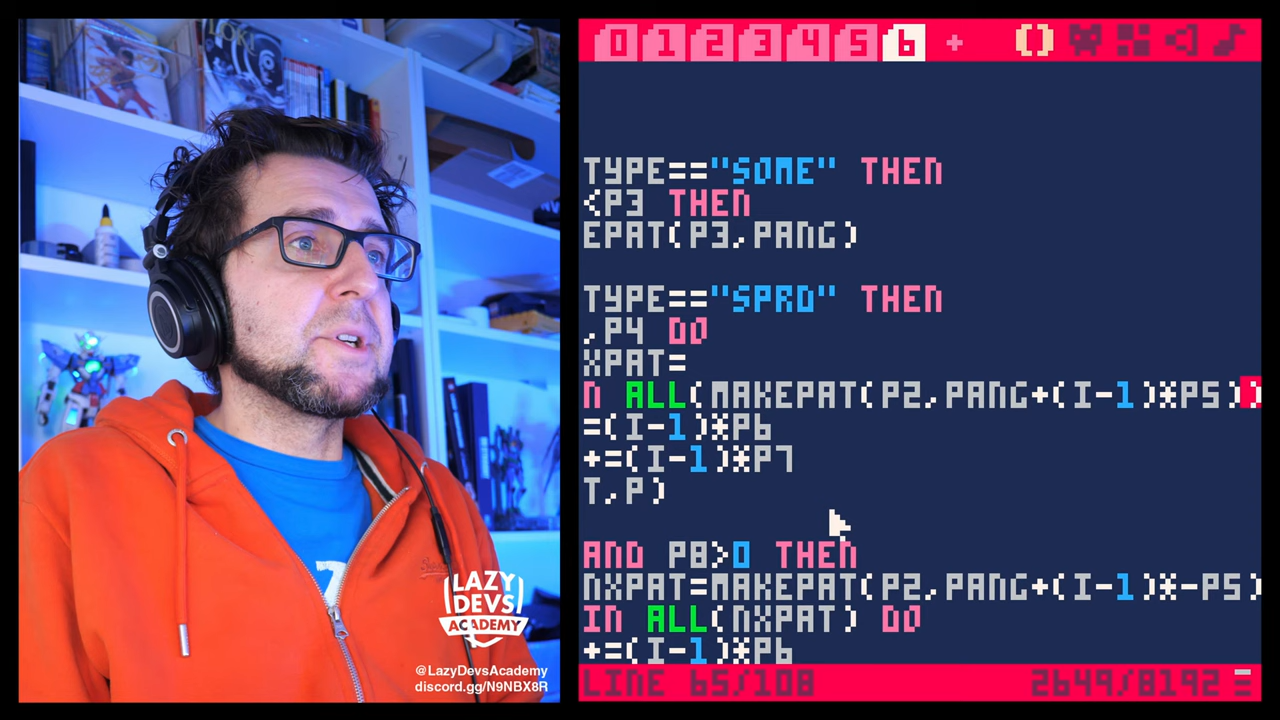 LOKI
LAZY
DEVS
ACADEMY
@LazyDevsAcademy
discord.gg/N9NBX8R
0 1 2 3 4 5 6 + ()
TYPE=="SOME" THEN
<P3 THEN
EPAT(P3,PANG)
TYPE=="SPRD" THEN
,P4 DO
XPAT=
N ALL(MAKEPAT(P2,PANG+(I-1)*P5))
=(I-1)*P6
+=(I-1)*P7
T,P)
AND P8>0 THEN
NXPAT=MAKEPAT(P2,PANG+(I-1)*-P5)
IN ALL(NXPAT) DO
+=(I-1)*P6
LINE 65/108
2649/8192